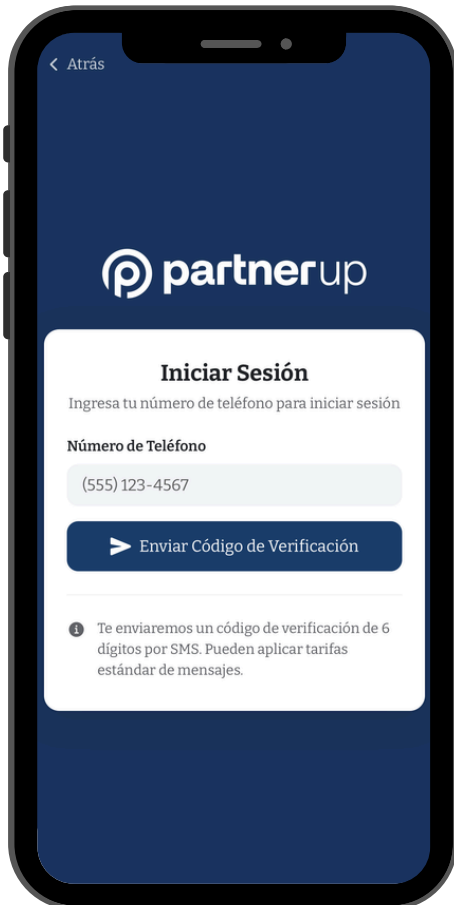 Atrás
partnerup
Iniciar Sesión
Ingresa tu número de teléfono para iniciar sesión
Número de Teléfono
(555) 123-4567
Enviar Código de Verificación
Te enviaremos un código de verificación de 6
dígitos por SMS. Pueden aplicar tarifas
estándar de mensajes.